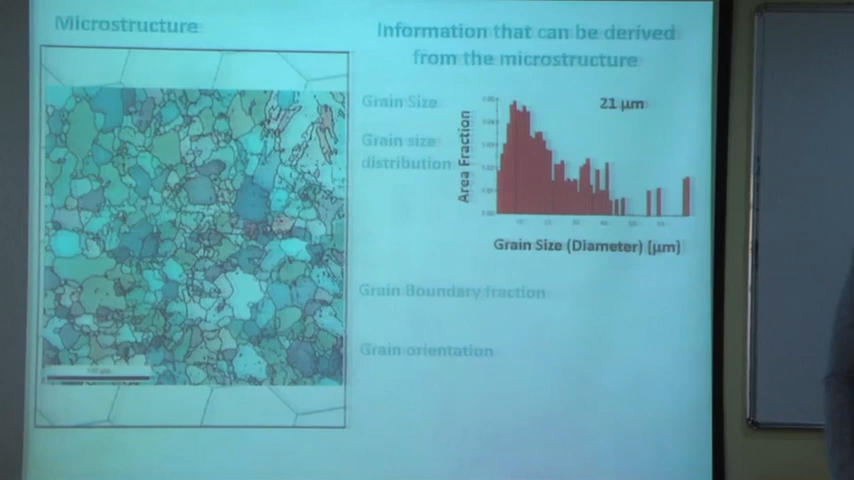 Microstructure
Information that can be derived
from the microstructure
Grain Size
21 µm
Grain size
distribution
Area Fraction
Grain Size (Diameter) [µm]
Grain Boundary fraction
Grain orientation